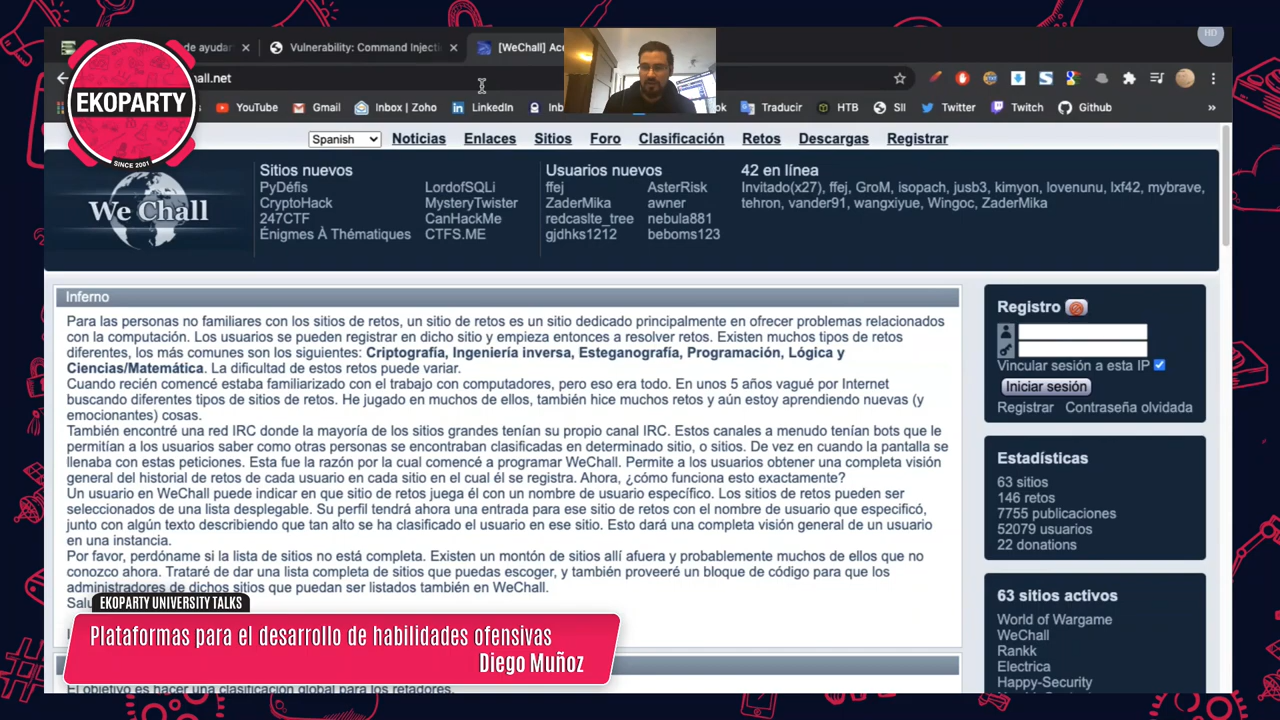 de ayudar
Vulnerability: Command Injecti
[WeChall] Acc
HD
all.net
YouTube
Gmail
Inbox | Zoho
LinkedIn
Inb
Traducir
HTB
SII
Twitter
Twitch
Github
»
EKOPARTY
SINCE 2001
Spanish
Noticias
Enlaces
Sitios
Foro
Clasificación
Retos
Descargas
Registrar
We Chall
Sitios nuevos
PyDéfis
CryptoHack
247CTF
Énigmes À Thématiques
LordofSQLi
MysteryTwister
CanHackMe
CTFS.ME
Usuarios nuevos
ffej
ZaderMika
redcaslte_tree
gjdhks1212
AsterRisk
awner
nebula881
beboms123
42 en línea
Invitado(x27), ffej, GroM, isopach, jusb3, kimyon, lovenunu, lxf42, mybrave,
tehron, vander91, wangxiyue, Wingoc, ZaderMika
Inferno
Para las personas no familiares con los sitios de retos, un sitio de retos es un sitio dedicado principalmente en ofrecer problemas relacionados
con la computación. Los usuarios se pueden registrar en dicho sitio y empieza entonces a resolver retos. Existen muchos tipos de retos
diferentes, los más comunes son los siguientes: Criptografía, Ingeniería inversa, Esteganografía, Programación, Lógica y
Ciencias/Matemática. La dificultad de estos retos puede variar.
Cuando recién comencé estaba familiarizado con el trabajo con computadores, pero eso era todo. En unos 5 años vagué por Internet
buscando diferentes tipos de sitios de retos. He jugado en muchos de ellos, también hice muchos retos y aún estoy aprendiendo nuevas (y
emocionantes) cosas.
También encontré una red IRC donde la mayoría de los sitios grandes tenían su propio canal IRC. Estos canales a menudo tenían bots que le
permitían a los usuarios saber como otras personas se encontraban clasificadas en determinado sitio, o sitios. De vez en cuando la pantalla se
llenaba con estas peticiones. Esta fue la razón por la cual comencé a programar WeChall. Permite a los usuarios obtener una completa visión
general del historial de retos de cada usuario en cada sitio en el cual él se registra. Ahora, ¿cómo funciona esto exactamente?
Un usuario en WeChall puede indicar en que sitio de retos juega él con un nombre de usuario específico. Los sitios de retos pueden ser
seleccionados de una lista desplegable. Su perfil tendrá ahora una entrada para ese sitio de retos con el nombre de usuario que especificó,
junto con algún texto describiendo que tan alto se ha clasificado el usuario en ese sitio. Esto dará una completa visión general de un usuario
en una instancia.
Por favor, perdóname si la lista de sitios no está completa. Existen un montón de sitios allí afuera y probablemente muchos de ellos que no
conozco ahora. Trataré de dar una lista completa de sitios que puedas escoger, y también proveeré un bloque de código para que los
administradores de dichos sitios que puedan ser listados también en WeChall.
Salu
El objetivo es hacer una clasificación global para los retadores.
Registro
Vincular sesión a esta IP
Iniciar sesión
Registrar
Contraseña olvidada
Estadísticas
63 sitios
146 retos
7755 publicaciones
52079 usuarios
22 donations
63 sitios activos
World of Wargame
WeChall
Rankk
Electrica
Happy-Security
EKOPARTY UNIVERSITY TALKS
Plataformas para el desarrollo de habilidades ofensivas
Diego Muñoz